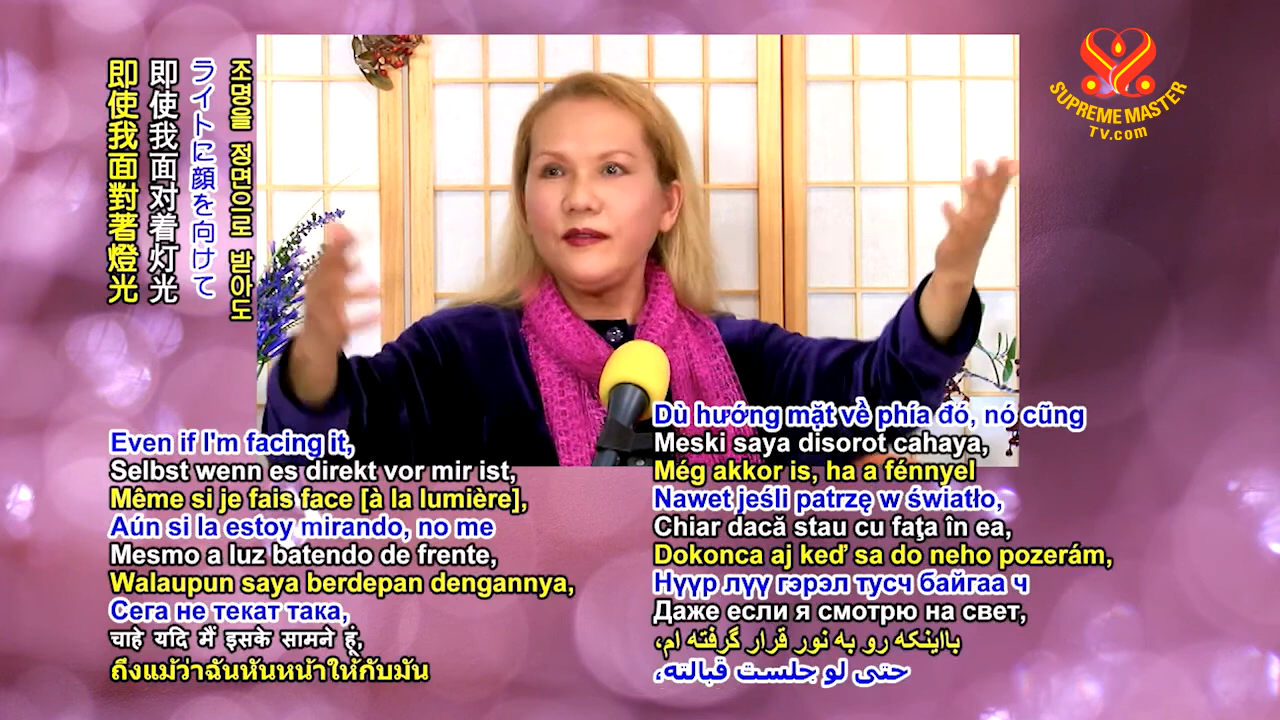 SUPREME MASTER
TV.com
조명을 정면으로 받아도
ライトに顔を向けて
即使我面对着灯光
即使我面對著燈光
Even if I'm facing it,
Selbst wenn es direkt vor mir ist,
Même si je fais face [à la lumière],
Aún si la estoy mirando, no me
Mesmo a luz batendo de frente,
Walaupun saya berdepan dengannya,
Сега не текат така,
चाहे यदि मैं इसके सामने हूं,
ถึงแม้ว่าฉันหันหน้าให้กับมัน
Dù hướng mặt về phía đó, nó cũng
Meski saya disorot cahaya,
Még akkor is, ha a fénnyel
Nawet jeśli patrzę w światło,
Chiar dacă stau cu faţa în ea,
Dokonca aj keď sa do neho pozerám,
Нүүр лүү гэрэл тусч байгаа ч
Даже если я смотрю на свет,
بااینکه رو به نور قرار گرفته ام،
حتى لو جلست قبالته،